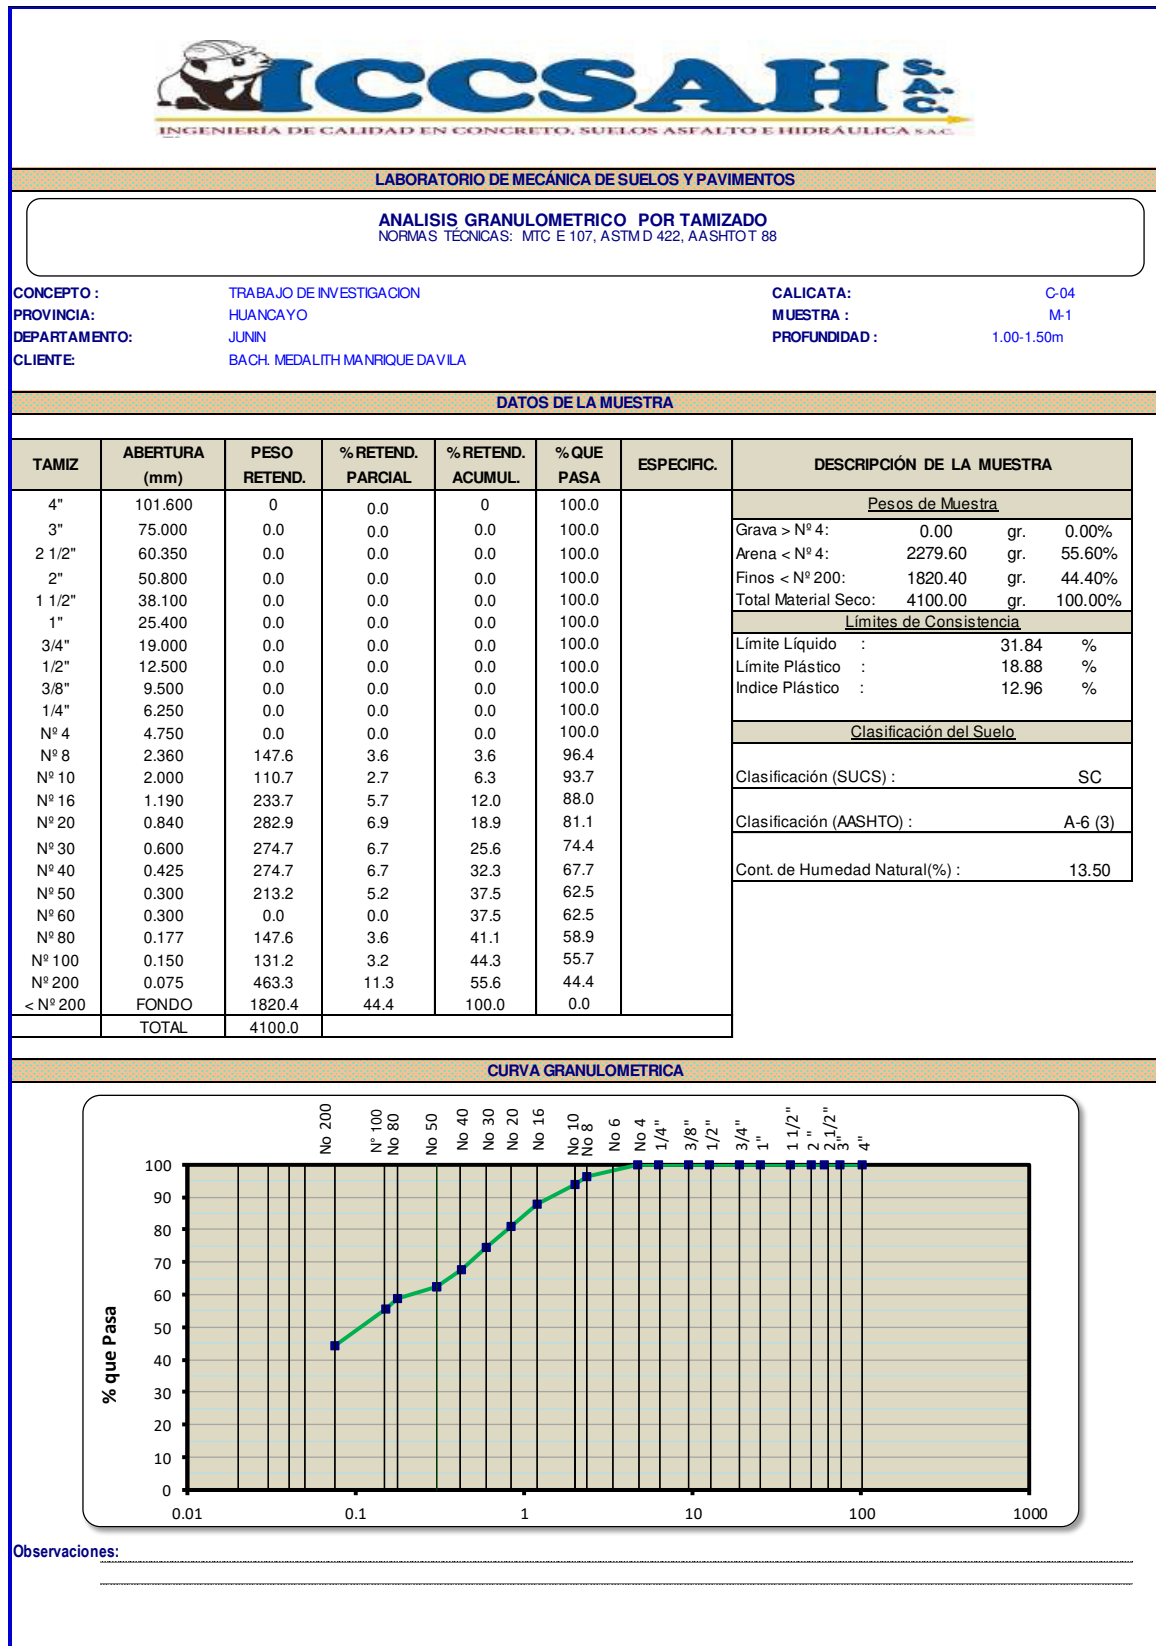 ICCSAH S.A.C.
INGENIERÍA DE CALIDAD EN CONCRETO, SUELOS ASFALTO E HIDRÁULICA S.A.C.
LABORATORIO DE MECÁNICA DE SUELOS Y PAVIMENTOS
ANALISIS GRANULOMETRICO POR TAMIZADO
NORMAS TÉCNICAS: MTC E 107, ASTM D 422, AASHTO T 88
CONCEPTO : TRABAJO DE INVESTIGACION CALICATA: C-04
PROVINCIA: HUANCAYO MUESTRA : M-1
DEPARTAMENTO: JUNIN PROFUNDIDAD : 1.00-1.50m
CLIENTE: BACH. MEDALITH MANRIQUE DAVILA
DATOS DE LA MUESTRA
TAMIZ ABERTURA (mm) PESO RETEND. % RETEND. PARCIAL % RETEND. ACUMUL. % QUE PASA ESPECIFIC. DESCRIPCIÓN DE LA MUESTRA
4" 101.600 0 0.0 0 100.0 Pesos de Muestra
3" 75.000 0.0 0.0 0.0 100.0 Grava > Nº 4: 0.00 gr. 0.00%
2 1/2" 60.350 0.0 0.0 0.0 100.0 Arena < Nº 4: 2279.60 gr. 55.60%
2" 50.800 0.0 0.0 0.0 100.0 Finos < Nº 200: 1820.40 gr. 44.40%
1 1/2" 38.100 0.0 0.0 0.0 100.0 Total Material Seco: 4100.00 gr. 100.00%
1" 25.400 0.0 0.0 0.0 100.0 Límites de Consistencia
3/4" 19.000 0.0 0.0 0.0 100.0 Límite Líquido : 31.84 %
1/2" 12.500 0.0 0.0 0.0 100.0 Límite Plástico : 18.88 %
3/8" 9.500 0.0 0.0 0.0 100.0 Indice Plástico : 12.96 %
1/4" 6.250 0.0 0.0 0.0 100.0
Nº 4 4.750 0.0 0.0 0.0 100.0 Clasificación del Suelo
Nº 8 2.360 147.6 3.6 3.6 96.4
Nº 10 2.000 110.7 2.7 6.3 93.7 Clasificación (SUCS) : SC
Nº 16 1.190 233.7 5.7 12.0 88.0
Nº 20 0.840 282.9 6.9 18.9 81.1 Clasificación (AASHTO) : A-6 (3)
Nº 30 0.600 274.7 6.7 25.6 74.4
Nº 40 0.425 274.7 6.7 32.3 67.7 Cont. de Humedad Natural(%) : 13.50
Nº 50 0.300 213.2 5.2 37.5 62.5
Nº 60 0.300 0.0 0.0 37.5 62.5
Nº 80 0.177 147.6 3.6 41.1 58.9
Nº 100 0.150 131.2 3.2 44.3 55.7
Nº 200 0.075 463.3 11.3 55.6 44.4
< Nº 200 FONDO 1820.4 44.4 100.0 0.0
TOTAL 4100.0
CURVA GRANULOMETRICA
No 200 N° 100 No 80 No 50 No 40 No 30 No 20 No 16 No 10 No 8 No 6 No 4 1/4" 3/8" 1/2" 3/4" 1" 1 1/2" 2 " 2 1/2" 3" 4"
% que Pasa
100
90
80
70
60
50
40
30
20
10
0
0.01 0.1 1 10 100 1000
Observaciones: